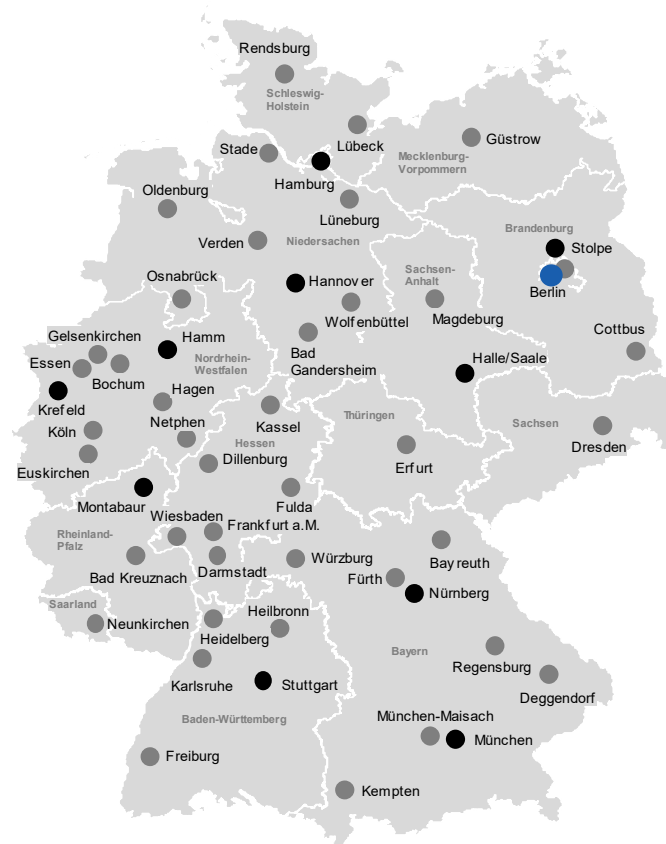 Rendsburg
Schleswig-
Holstein
Lübeck
Güstrow
Stade
Mecklenburg-
Vorpommern
Hamburg
Oldenburg
Lüneburg
Verden
Niedersachen
Brandenburg
Stolpe
Osnabrück
Hannover
Sachsen-
Anhalt
Berlin
Wolfenbüttel
Magdeburg
Gelsenkirchen
Hamm
Cottbus
Essen
Bochum
Nordrhein-
Westfalen
Bad
Gandersheim
Halle/Saale
Hagen
Krefeld
Netphen
Kassel
Thüringen
Sachsen
Köln
Hessen
Dresden
Euskirchen
Dillenburg
Erfurt
Montabaur
Fulda
Wiesbaden
Frankfurt a.M.
Rheinland-
Pfalz
Würzburg
Bayreuth
Bad Kreuznach
Darmstadt
Fürth
Nürnberg
Saarland
Neunkirchen
Heilbronn
Heidelberg
Bayern
Regensburg
Karlsruhe
Stuttgart
Deggendorf
Baden-Württemberg
München-Maisach
München
Freiburg
Kempten